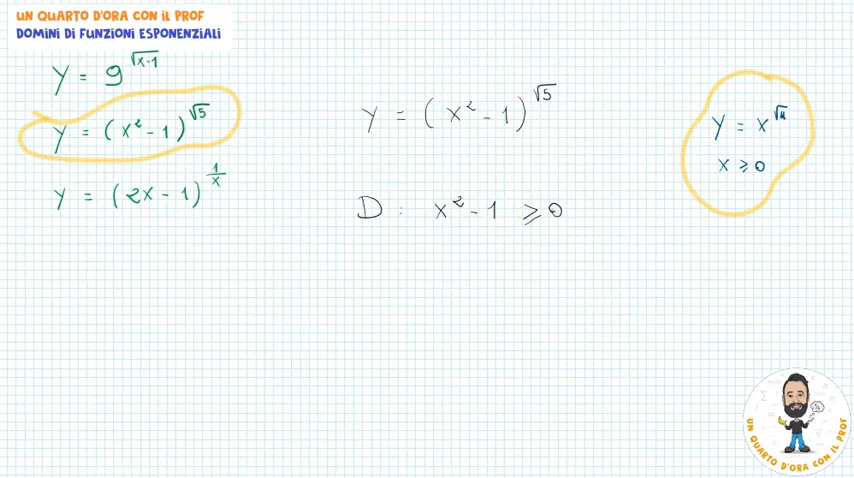 UN QUARTO D'ORA CON IL PROF
DOMINI DI FUNZIONI ESPONENZIALI
y = 9^√(x-1)
y = (x² - 1)^√5
y = (2x - 1)^(1/x)
y = (x² - 1)^√5
D: x² - 1 ≥ 0
x ≥ 0
UN QUARTO D'ORA CON IL PROF